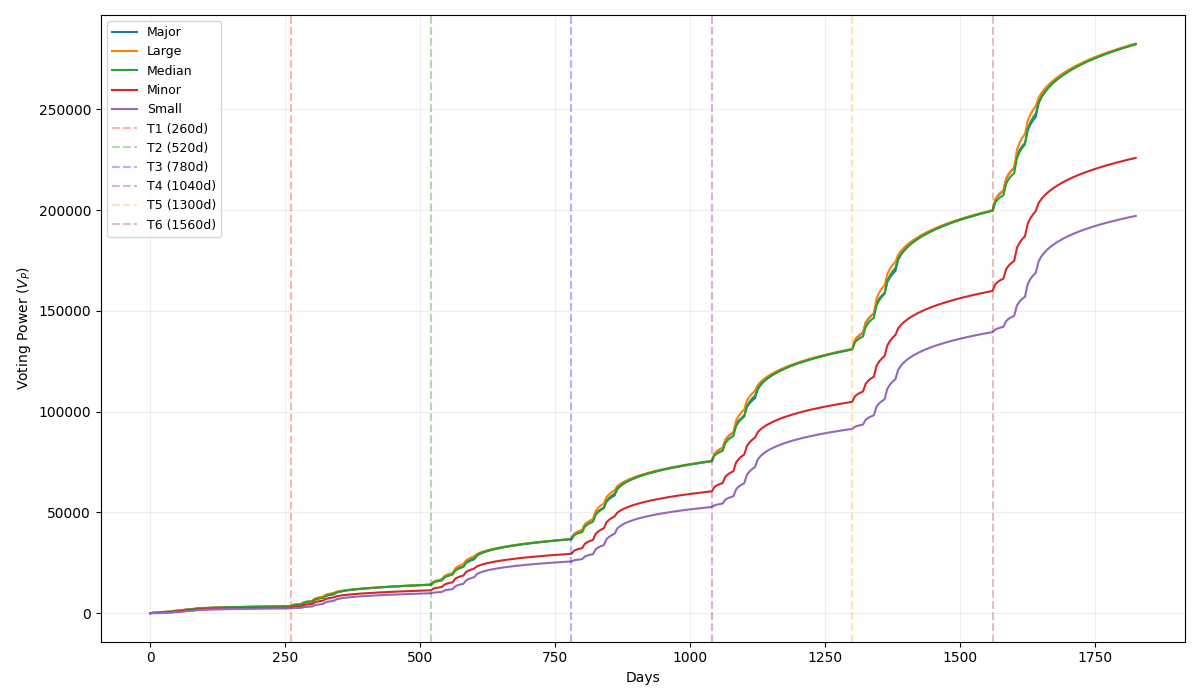 Major
Large
Median
Minor
Small
T1 (260d)
T2 (520d)
T3 (780d)
T4 (1040d)
T5 (1300d)
T6 (1560d)
250000
200000
150000
100000
50000
0
Voting Power (V_P)
0 250 500 750 1000 1250 1500 1750
Days